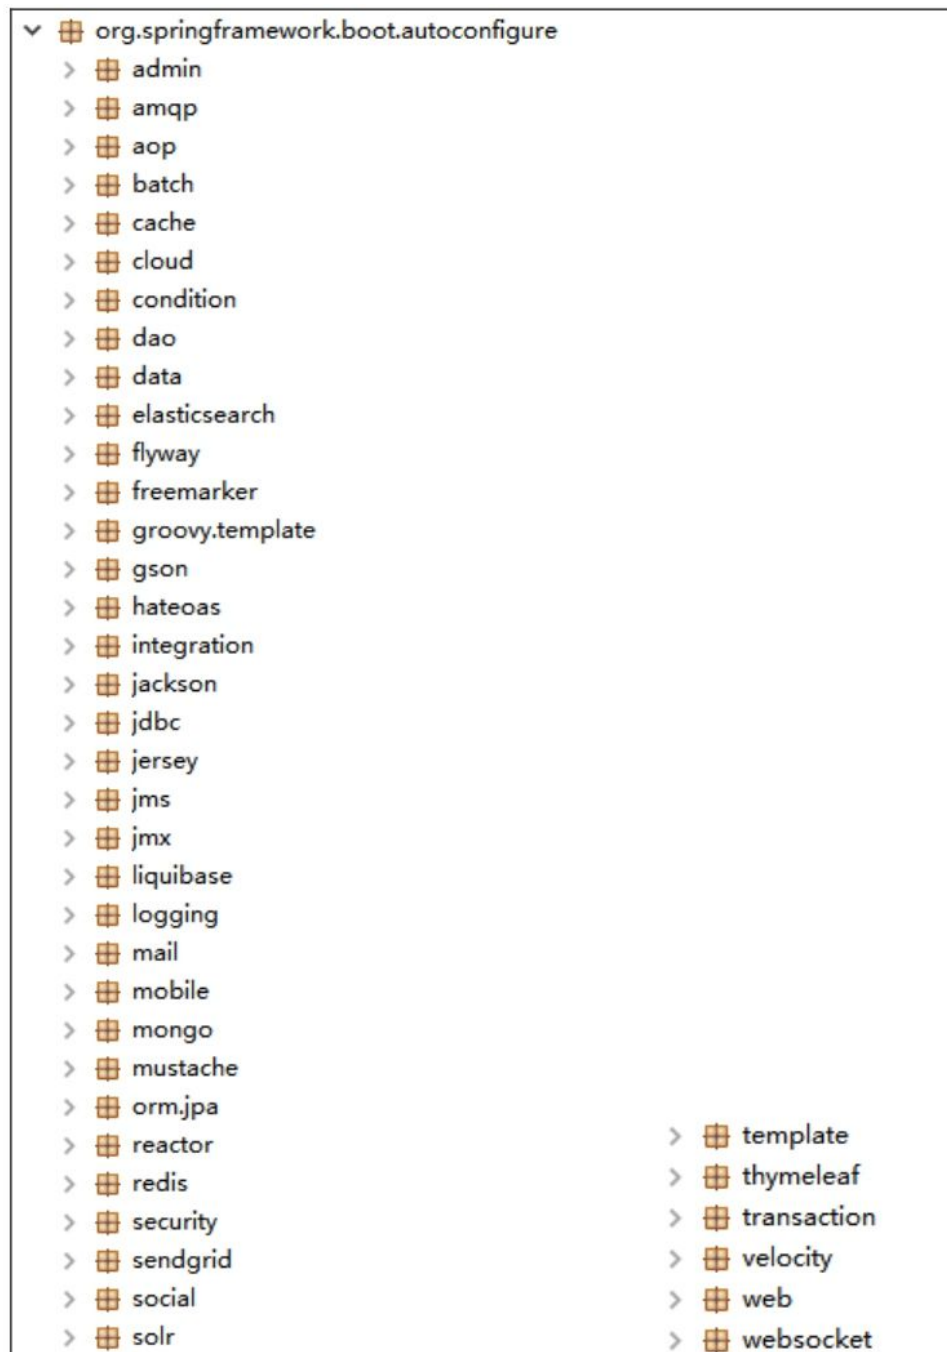 org.springframework.boot.autoconfigure
admin
amqp
aop
batch
cache
cloud
condition
dao
data
elasticsearch
flyway
freemarker
groovy.template
gson
hateoas
integration
jackson
jdbc
jersey
jms
jmx
liquibase
logging
mail
mobile
mongo
mustache
orm.jpa
reactor
redis
security
sendgrid
social
solr
template
thymeleaf
transaction
velocity
web
websocket